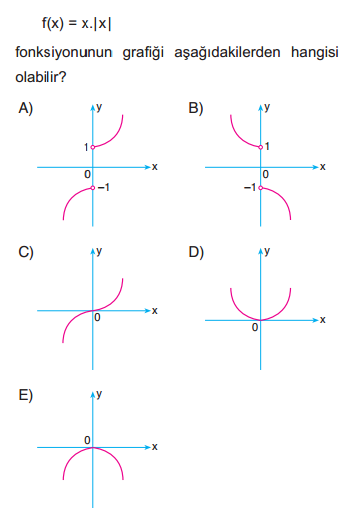 f(x) = x.|x|
fonksiyonunun grafiği aşağıdakilerden hangisi
olabilir?
A)
y
1
0
x
–1
B)
y
1
0
x
–1
C)
y
0
x
D)
y
0
x
E)
y
0
x